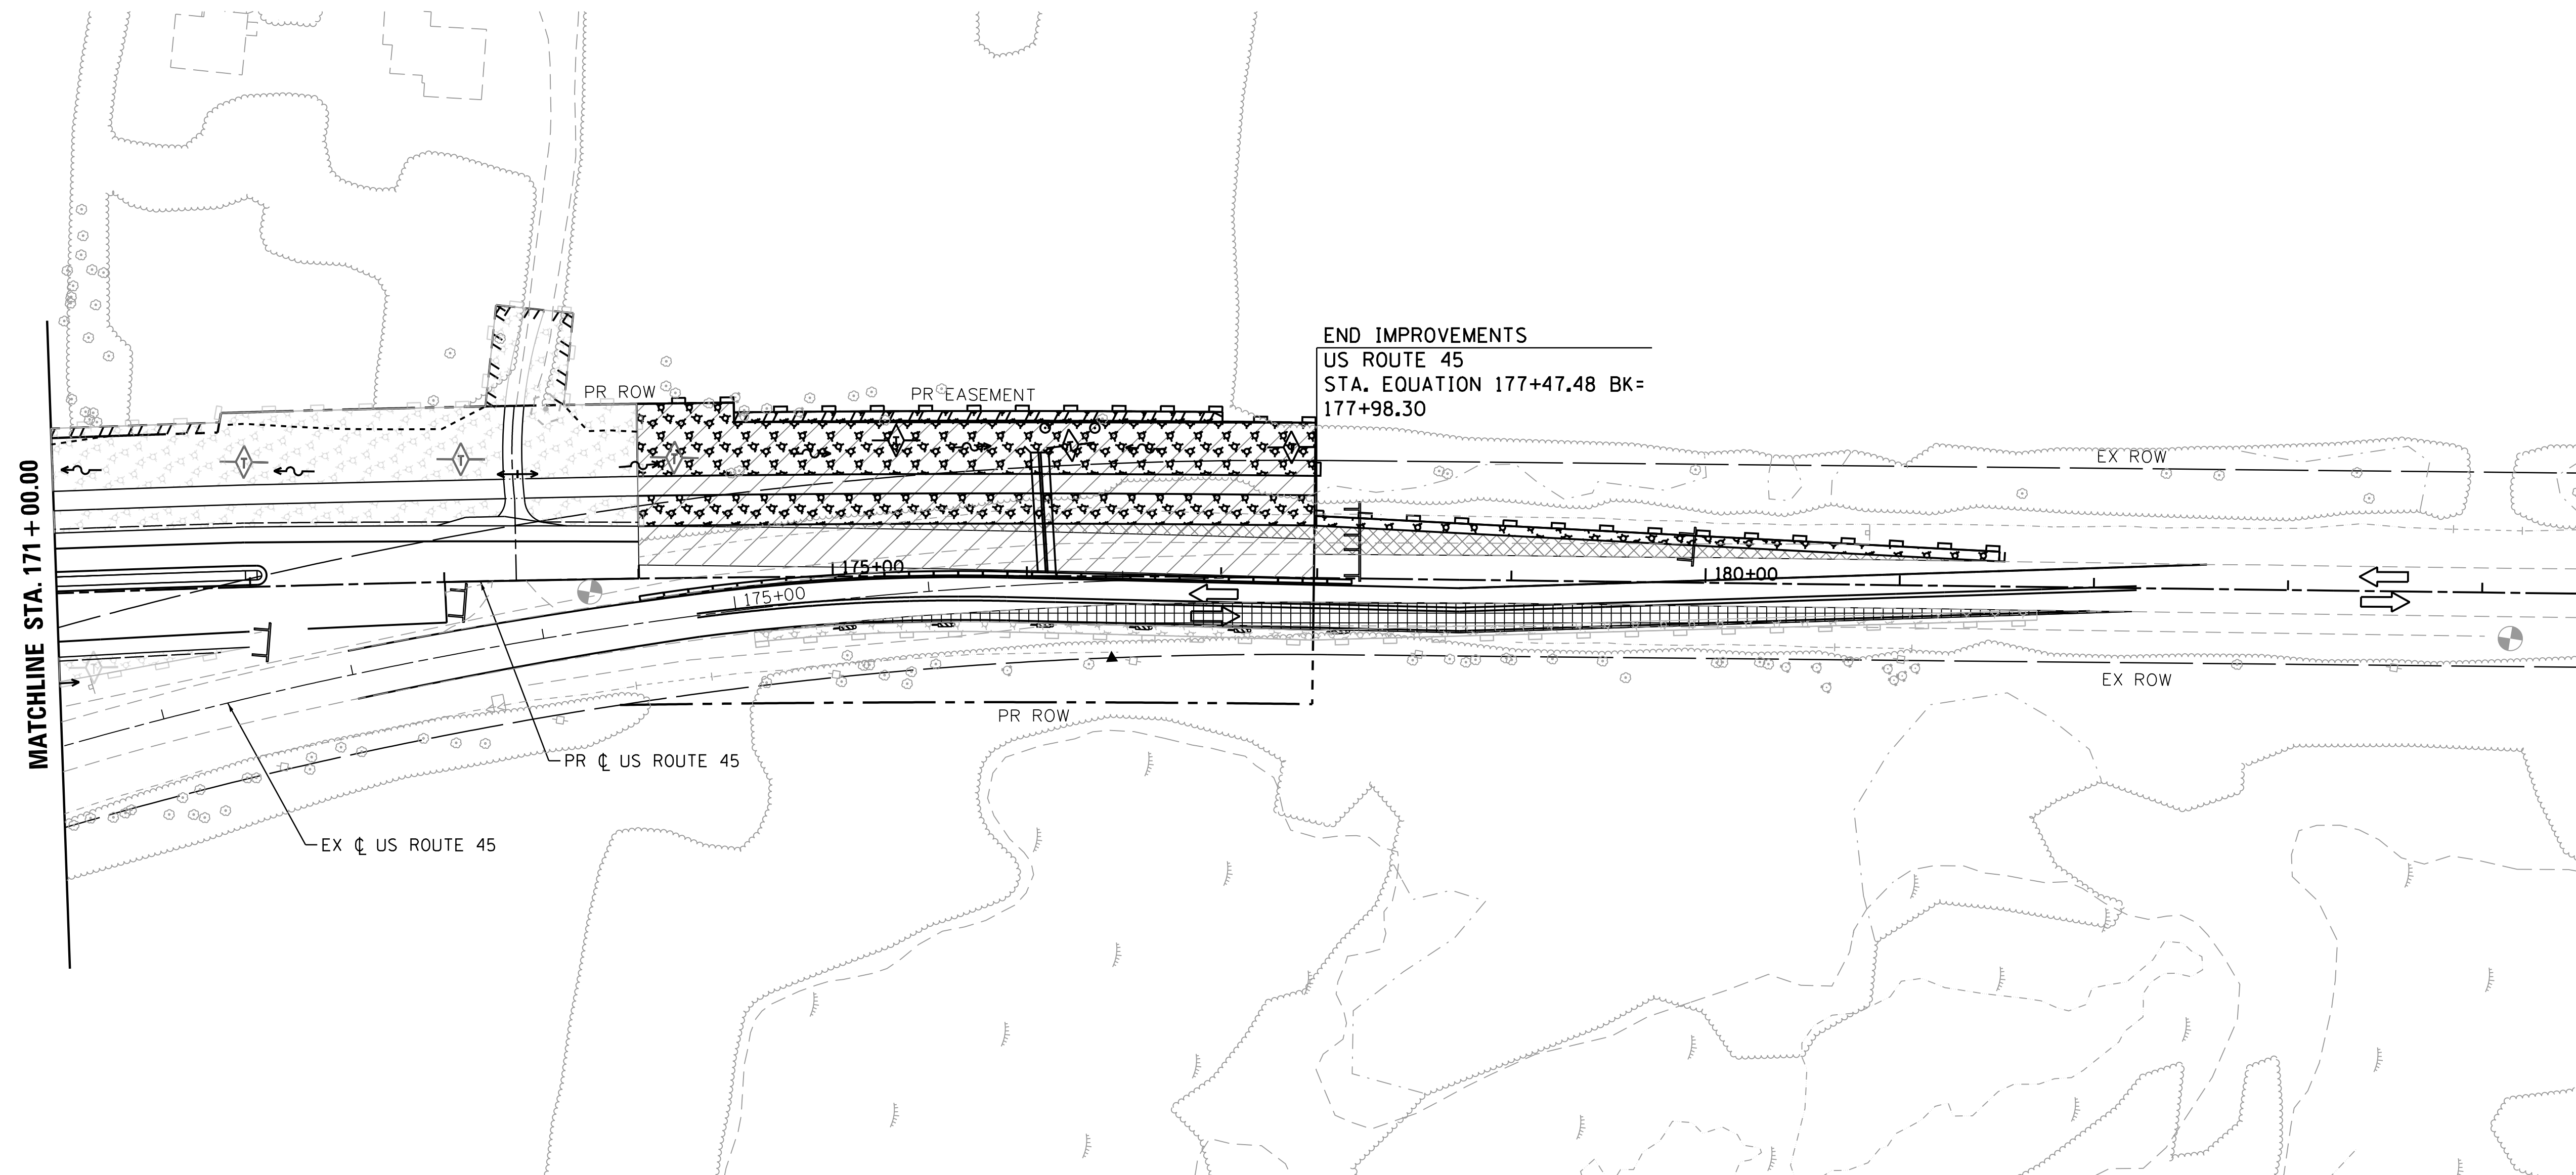 END IMPROVEMENTS
US ROUTE 45
STA. EQUATION 177+47.48 BK=
177+98.30
PR ROW
PR EASEMENT
EX ROW
T
T
T
T
MATCHLINE STA. 171+00.00
175+00
180+00
175+00
T
EX ROW
PR ROW
PR ℄ US ROUTE 45
EX ℄ US ROUTE 45